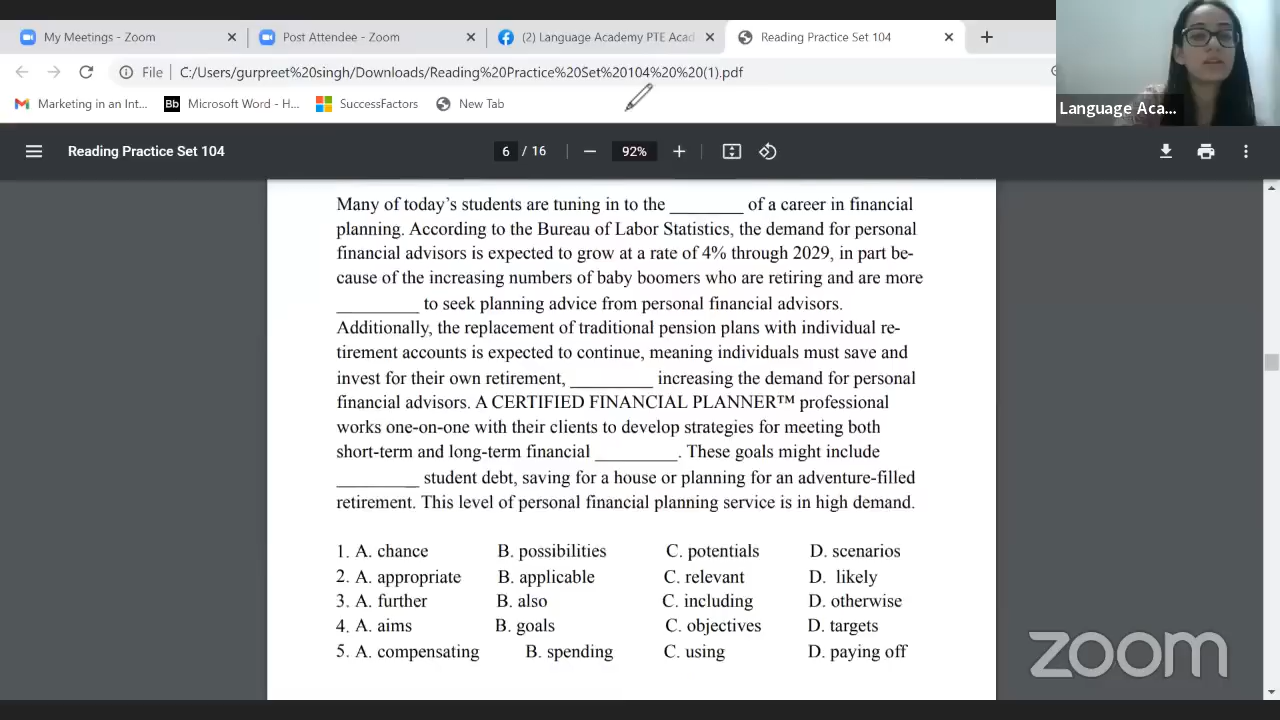 My Meetings - Zoom
Post Attendee - Zoom
(2) Language Academy PTE Acad
Reading Practice Set 104
File C:/Users/gurpreet%20singh/Downloads/Reading%20Practice%20Set%20104%20%20(1).pdf
Marketing in an Int...
Bb Microsoft Word - H...
SuccessFactors
New Tab
Language Aca...
Reading Practice Set 104
6 / 16
92%
Many of today's students are tuning in to the ________ of a career in financial
planning. According to the Bureau of Labor Statistics, the demand for personal
financial advisors is expected to grow at a rate of 4% through 2029, in part be-
cause of the increasing numbers of baby boomers who are retiring and are more
_________ to seek planning advice from personal financial advisors.
Additionally, the replacement of traditional pension plans with individual re-
tirement accounts is expected to continue, meaning individuals must save and
invest for their own retirement, _________ increasing the demand for personal
financial advisors. A CERTIFIED FINANCIAL PLANNER™ professional
works one-on-one with their clients to develop strategies for meeting both
short-term and long-term financial _________. These goals might include
_________ student debt, saving for a house or planning for an adventure-filled
retirement. This level of personal financial planning service is in high demand.
1. A. chance B. possibilities C. potentials D. scenarios
2. A. appropriate B. applicable C. relevant D. likely
3. A. further B. also C. including D. otherwise
4. A. aims B. goals C. objectives D. targets
5. A. compensating B. spending C. using D. paying off
zoom